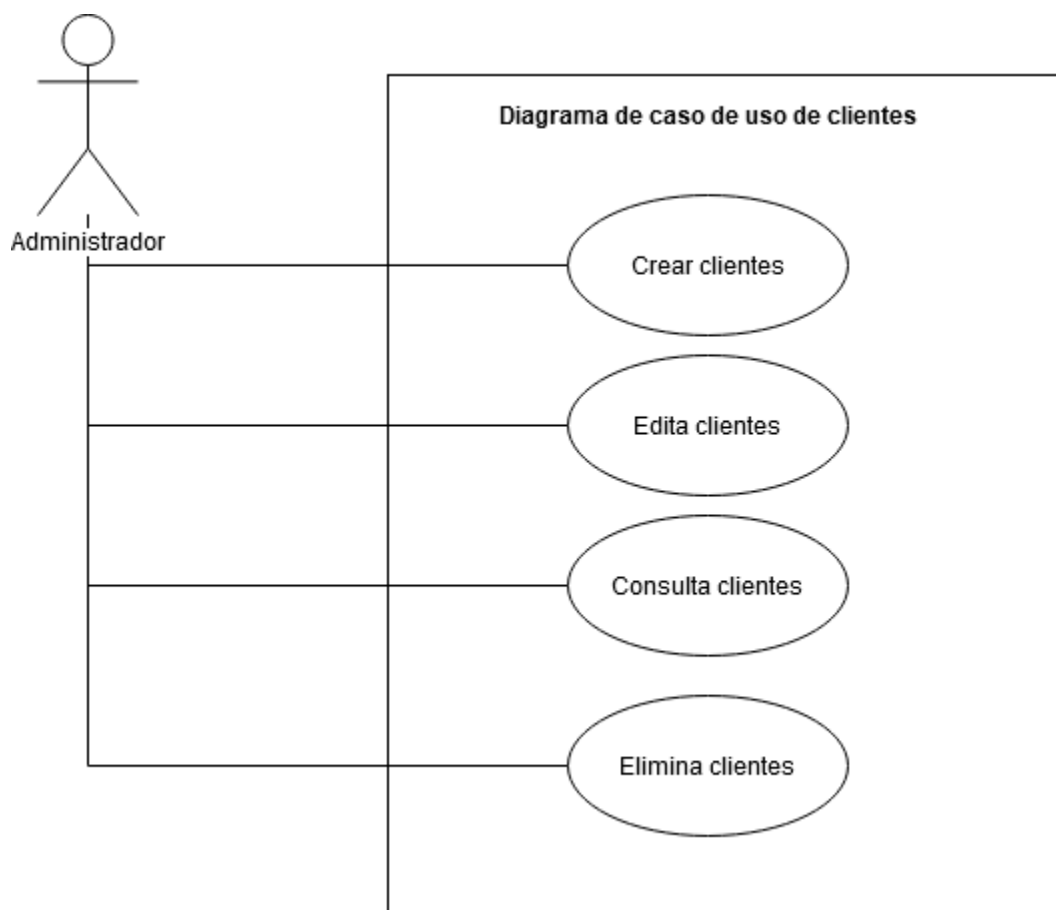 Diagrama de caso de uso de clientes
Administrador
Crear clientes
Edita clientes
Consulta clientes
Elimina clientes